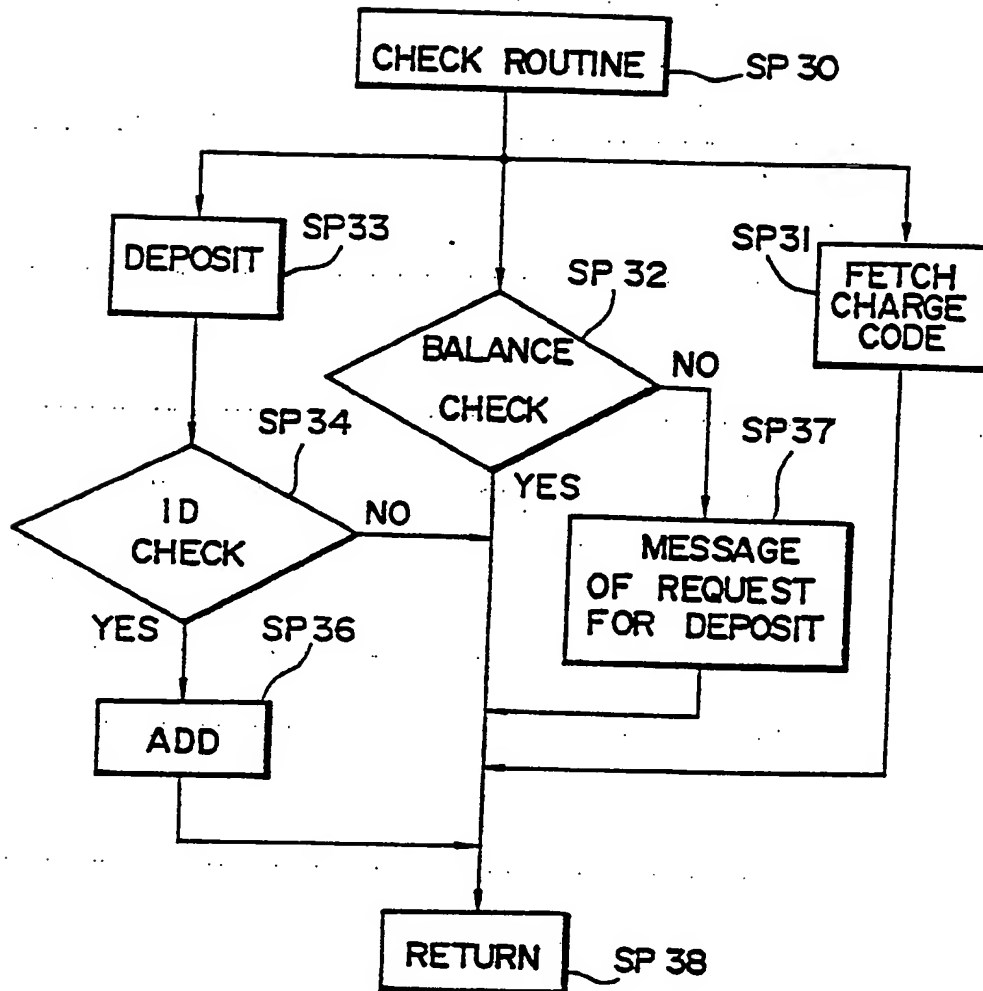 CHECK ROUTINE
SP 30
DEPOSIT
SP33
SP 32
SP31
FETCH
CHARGE
CODE
BALANCE
CHECK
NO
YES
SP34
ID
CHECK
NO
YES
SP37
MESSAGE
OF REQUEST
FOR DEPOSIT
SP36
ADD
RETURN
SP 38